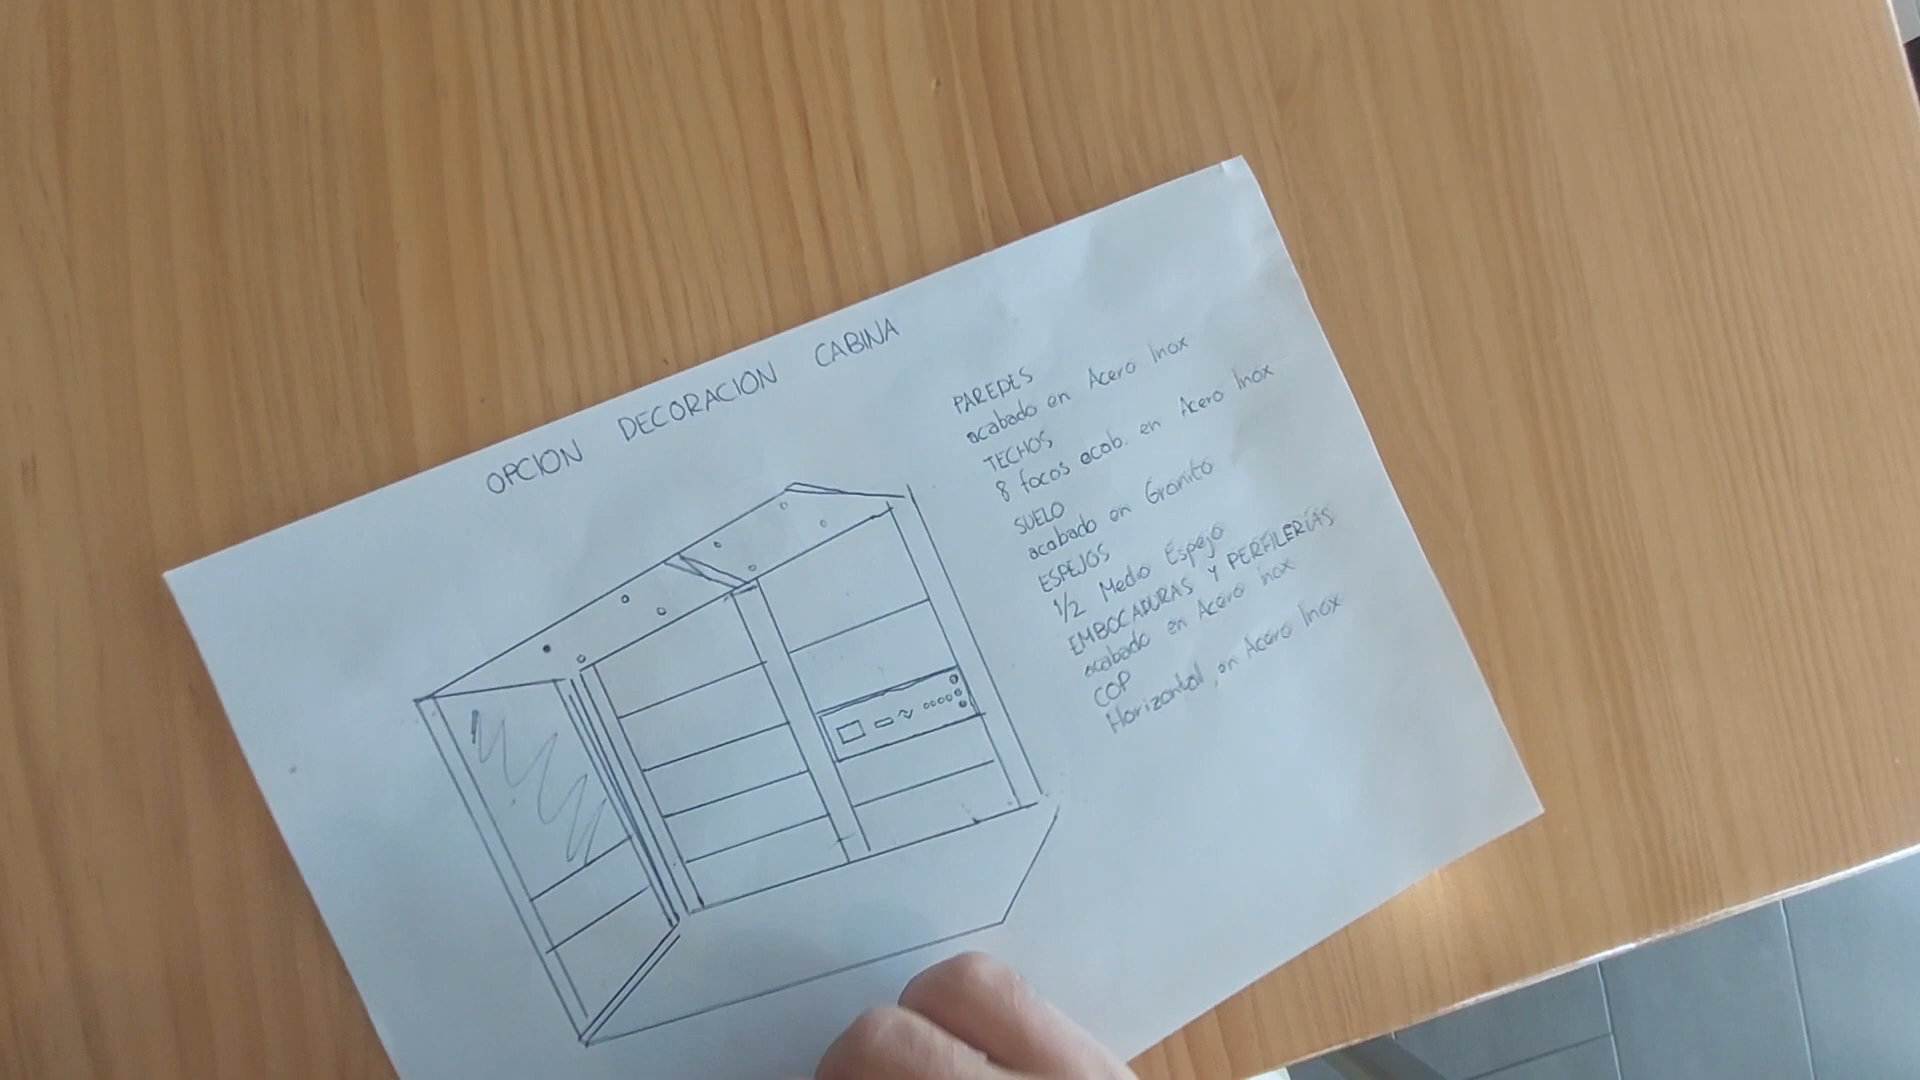 OPCION DECORACION CABINA
PAREDES
acabado en Acero Inox
TECHOS
8 focos acab. en Acero Inox
SUELO
acabado en Granito
ESPEJOS
1/2 Medio Espejo
EMBOCADURAS Y PERFILERÍAS
acabado en Acero inox
COP
Horizontal, en Acero Inox